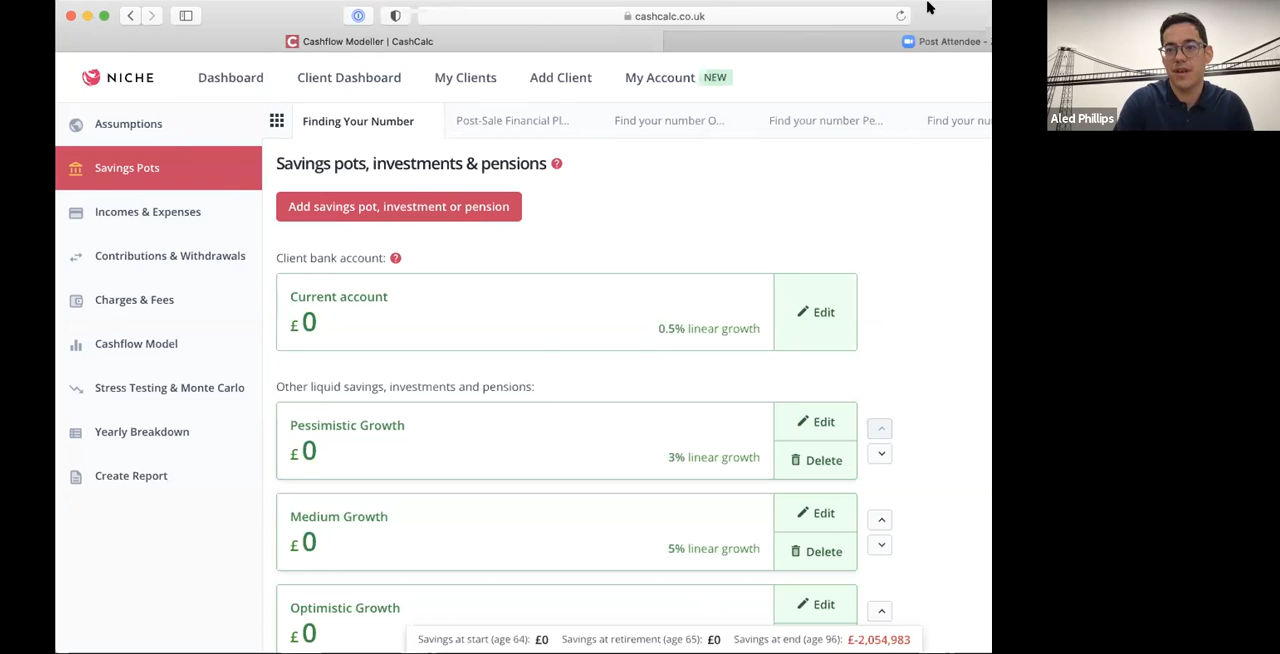 cashcalc.co.uk
Cashflow Modeller | CashCalc
Post Attendee -
NICHE
Dashboard
Client Dashboard
My Clients
Add Client
My Account NEW
Assumptions
Savings Pots
Incomes & Expenses
Contributions & Withdrawals
Charges & Fees
Cashflow Model
Stress Testing & Monte Carlo
Yearly Breakdown
Create Report
Finding Your Number
Post-Sale Financial Pl...
Find your number O...
Find your number Pe...
Find your nu
Savings pots, investments & pensions ?
Add savings pot, investment or pension
Client bank account: ?
Current account
£ 0
0.5% linear growth
Edit
Other liquid savings, investments and pensions:
Pessimistic Growth
£ 0
3% linear growth
Edit
Delete
Medium Growth
£ 0
5% linear growth
Edit
Delete
Optimistic Growth
£ 0
Edit
Savings at start (age 64): £0 Savings at retirement (age 65): £0 Savings at end (age 96): £-2,054,983
Aled Phillips